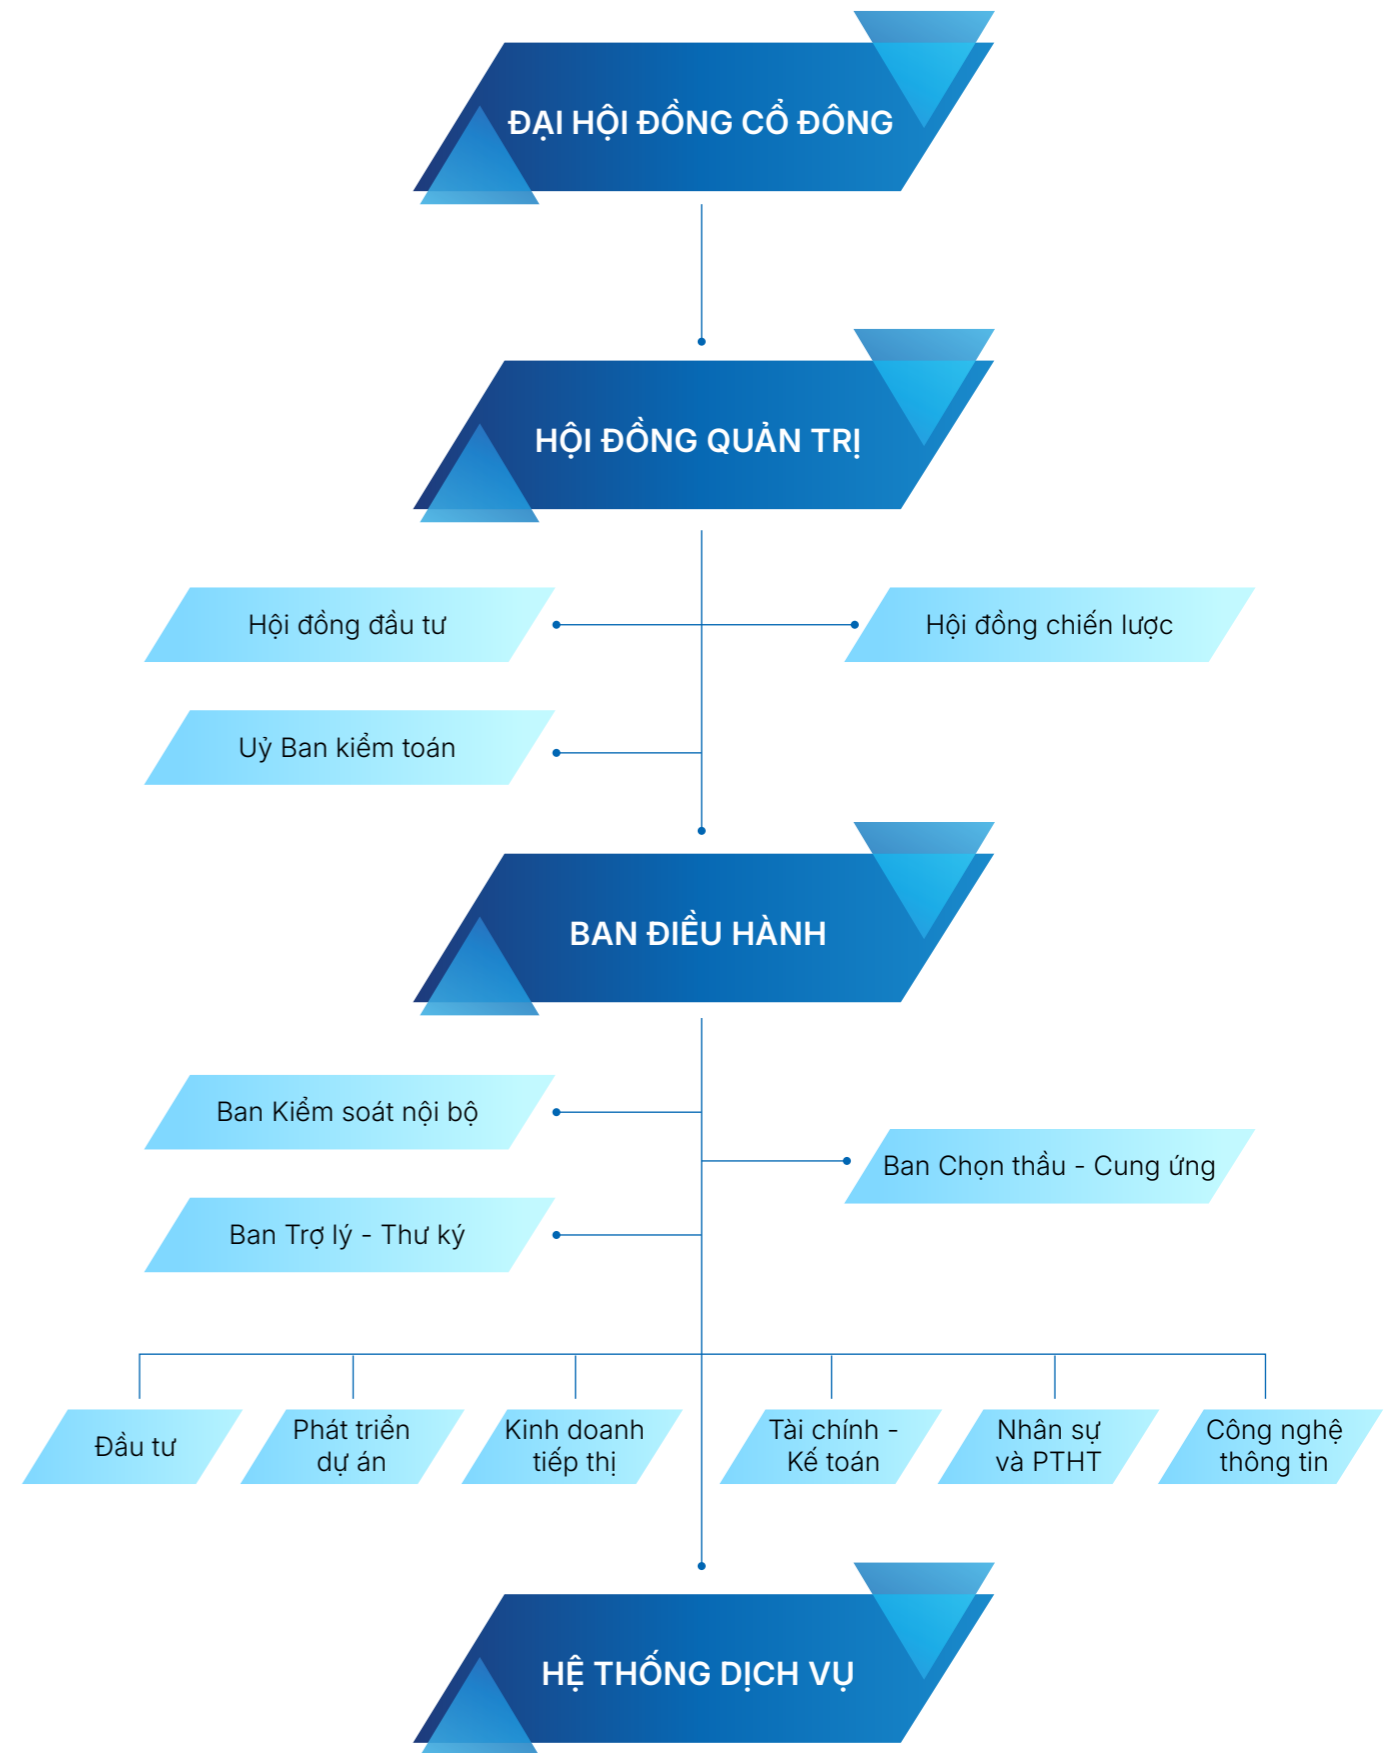 ĐẠI HỘI ĐỒNG CỔ ĐÔNG
HỘI ĐỒNG QUẢN TRỊ
Hội đồng đầu tư
Hội đồng chiến lược
Uỷ Ban kiểm toán
BAN ĐIỀU HÀNH
Ban Kiểm soát nội bộ
Ban Chọn thầu - Cung ứng
Ban Trợ lý - Thư ký
Đầu tư
Phát triển
dự án
Kinh doanh
tiếp thị
Tài chính -
Kế toán
Nhân sự
và PTHT
Công nghệ
thông tin
HỆ THỐNG DỊCH VỤ